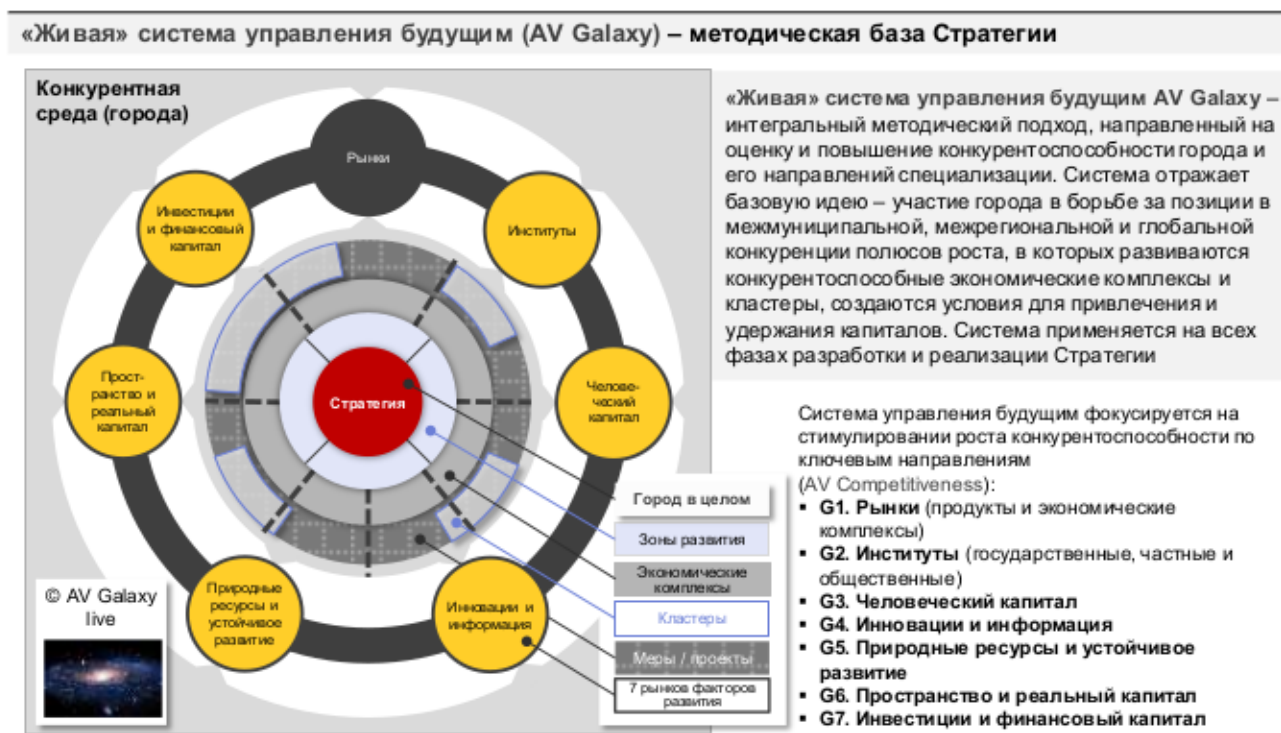 «Живая» система управления будущим (AV Galaxy) – методическая база Стратегии
Конкурентная
среда (города)
Рынки
Инвестиции
и финансовый
капитал
Институты
Прост-
ранство и
реальный
капитал
Стратегия
Челове-
ческий
капитал
Природные
ресурсы и
устойчивое
развитие
Инновации и
информация
© AV Galaxy
live
Город в целом
Зоны развития
Экономические
комплексы
Кластеры
Меры / проекты
7 рынков факторов
развития
«Живая» система управления будущим AV Galaxy –
интегральный методический подход, направленный на
оценку и повышение конкурентоспособности города и
его направлений специализации. Система отражает
базовую идею – участие города в борьбе за позиции в
межмуниципальной, межрегиональной и глобальной
конкуренции полюсов роста, в которых развиваются
конкурентоспособные экономические комплексы и
кластеры, создаются условия для привлечения и
удержания капиталов. Система применяется на всех
фазах разработки и реализации Стратегии
Система управления будущим фокусируется на
стимулировании роста конкурентоспособности по
ключевым направлениям
(AV Competitiveness):
▪ G1. Рынки (продукты и экономические
комплексы)
▪ G2. Институты (государственные, частные и
общественные)
▪ G3. Человеческий капитал
▪ G4. Инновации и информация
▪ G5. Природные ресурсы и устойчивое
развитие
▪ G6. Пространство и реальный капитал
▪ G7. Инвестиции и финансовый капитал